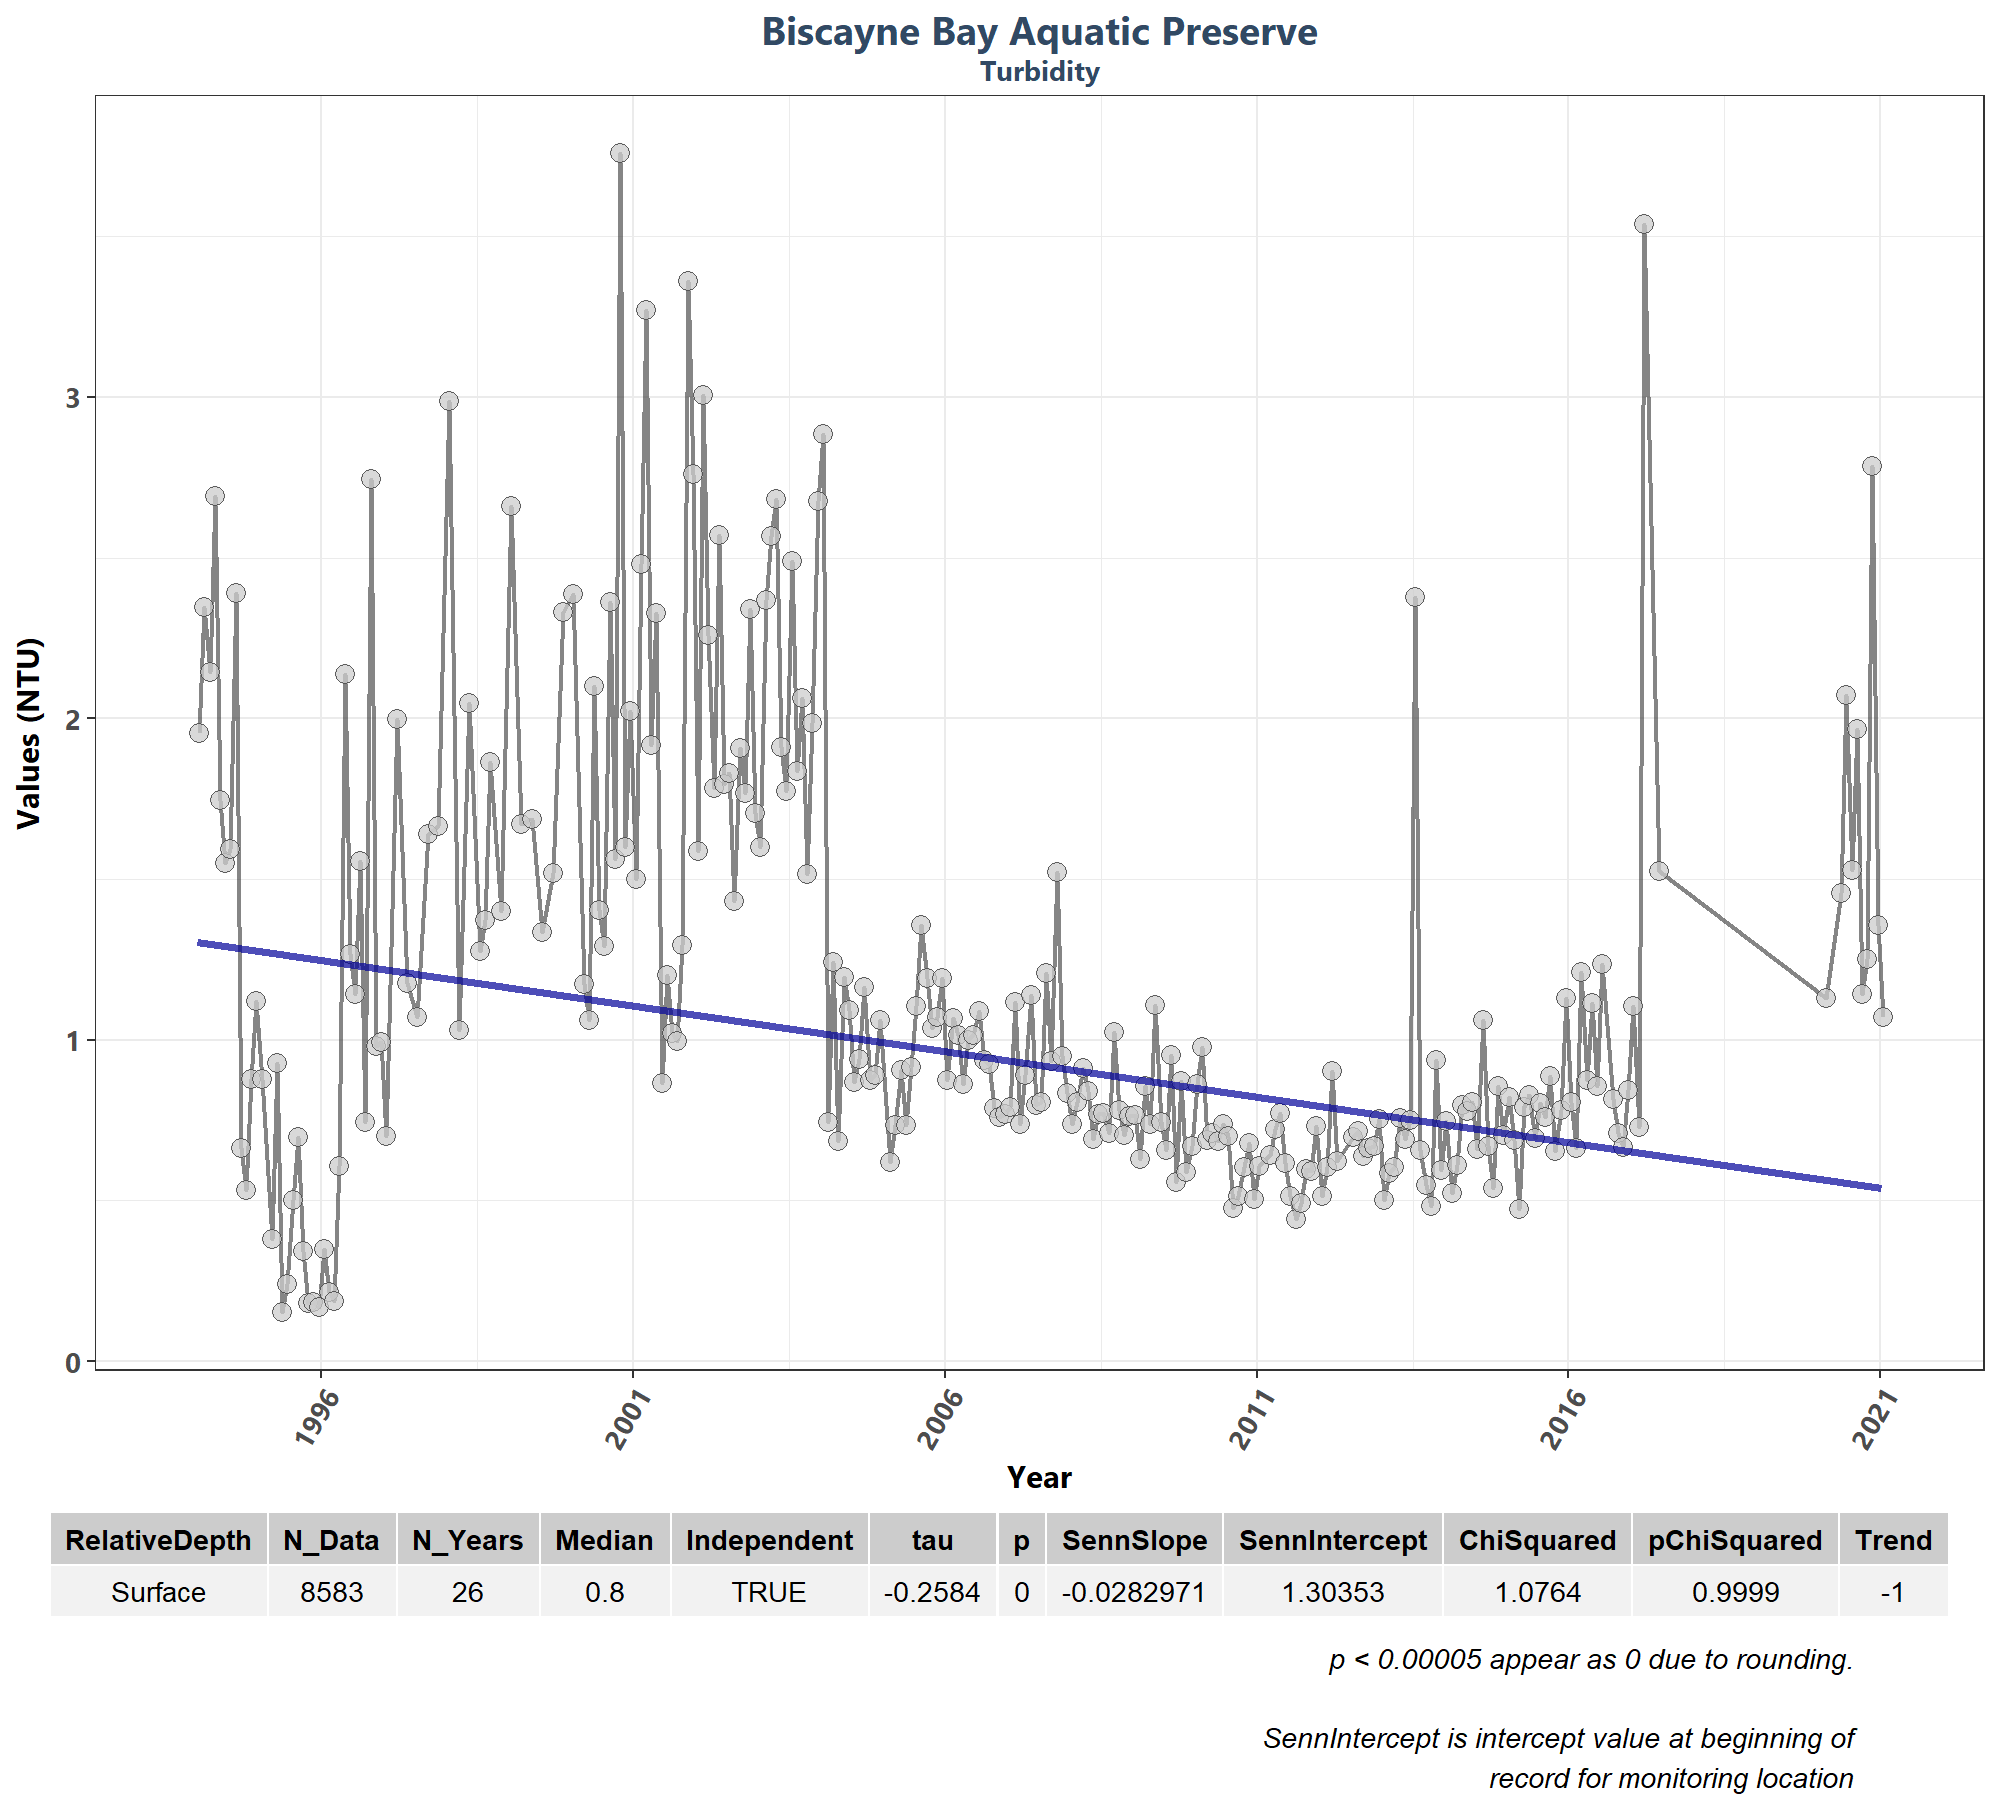 Biscayne Bay Aquatic Preserve
Turbidity
Values (NTU)
3
2
1
0
1996 2001 2006 2011 2016 2021
Year
RelativeDepth N_Data N_Years Median Independent tau p SennSlope SennIntercept ChiSquared pChiSquared Trend
Surface 8583 26 0.8 TRUE -0.2584 0 -0.0282971 1.30353 1.0764 0.9999 -1
p < 0.00005 appear as 0 due to rounding.
SennIntercept is intercept value at beginning of
record for monitoring location